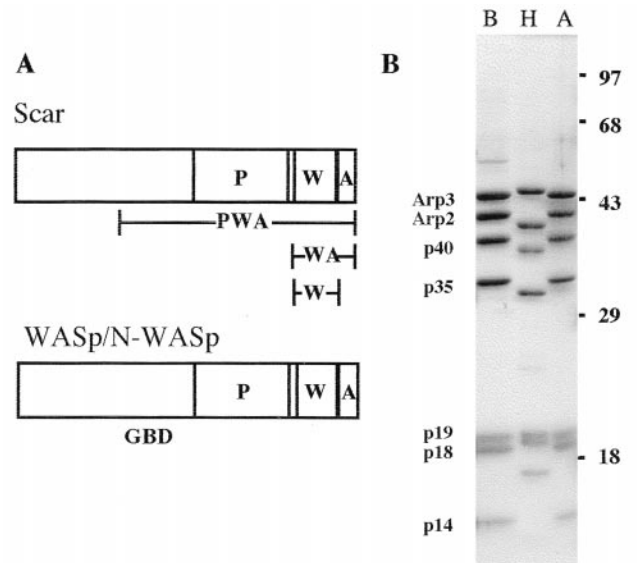 A
Scar
P W A
PWA
WA
W
WASp/N-WASp
P W A
GBD
B
B H A
97
68
Arp3
43
Arp2
p40
p35
29
p19
p18
18
p14